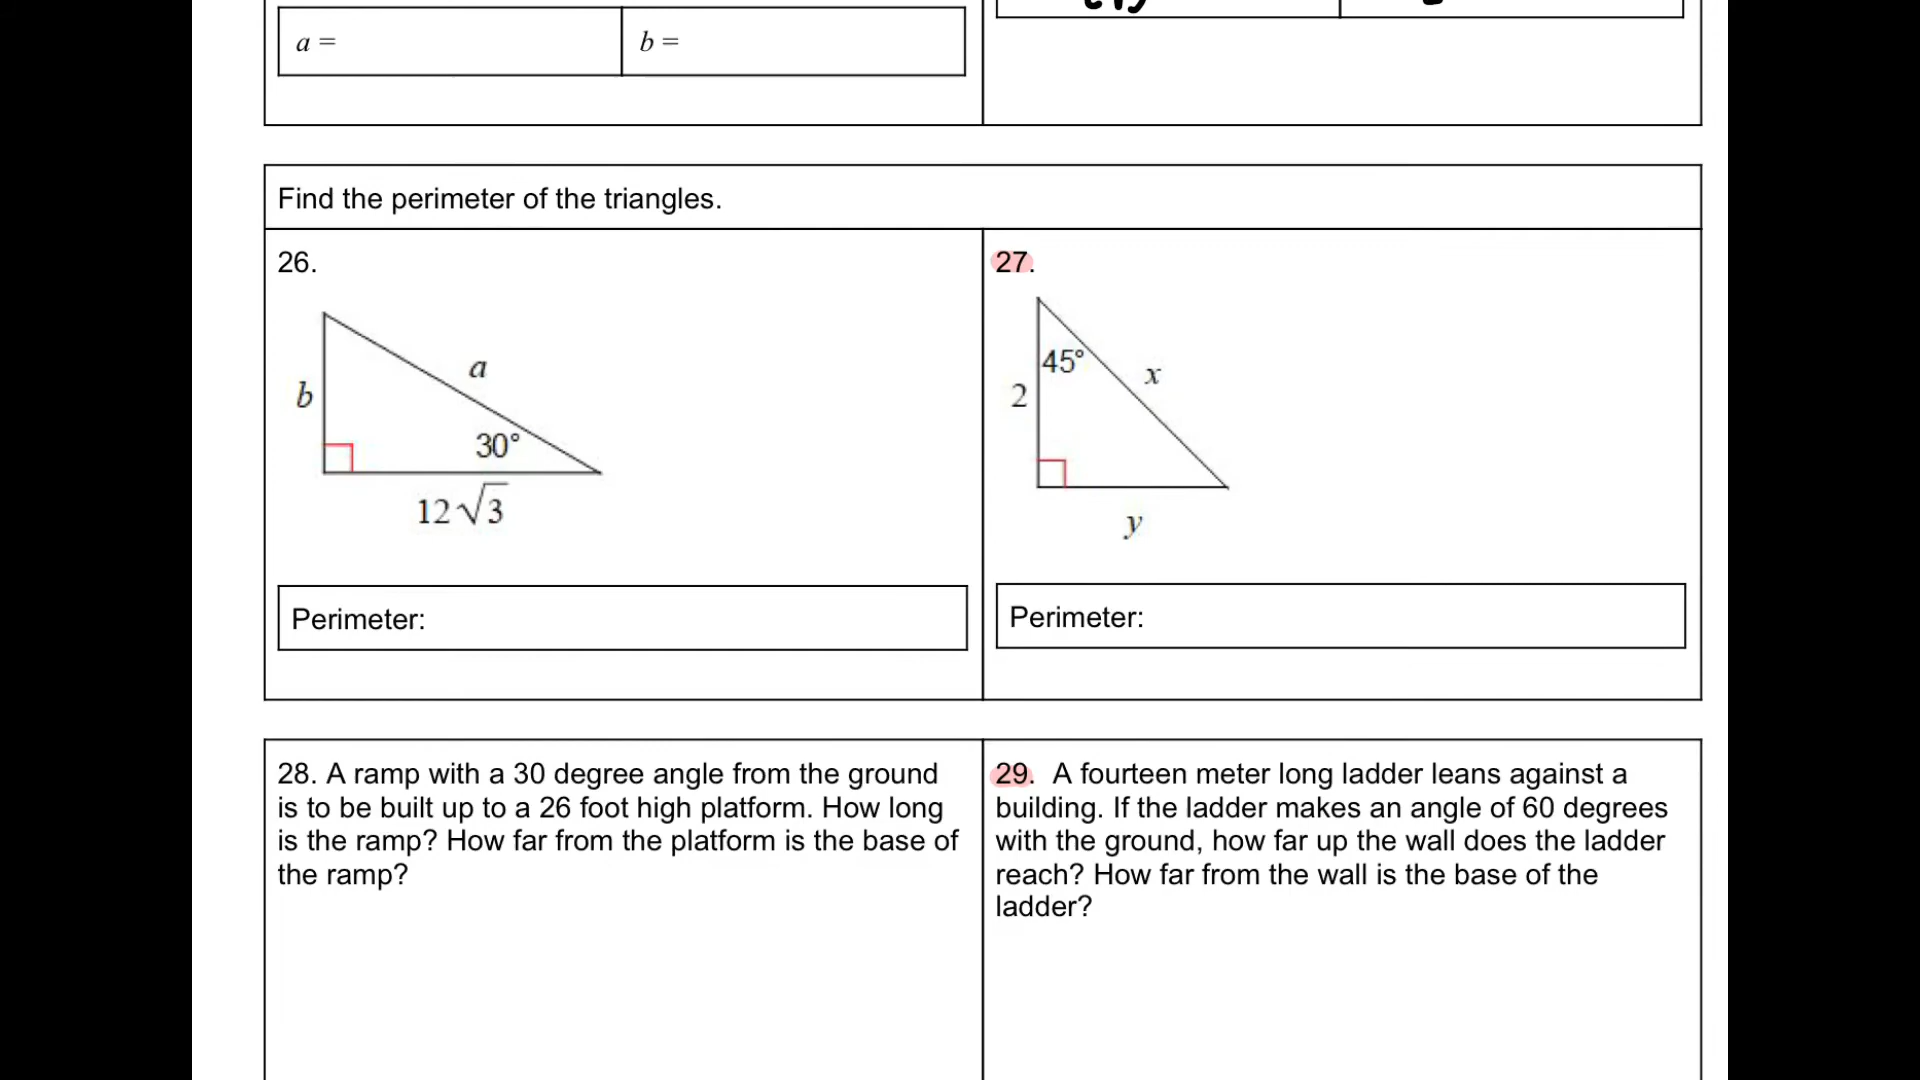 a =
b =
Find the perimeter of the triangles.
26.
a
b
30°
12√3
Perimeter:
27.
45°
x
2
y
Perimeter:
28. A ramp with a 30 degree angle from the ground
is to be built up to a 26 foot high platform. How long
is the ramp? How far from the platform is the base of
the ramp?
29. A fourteen meter long ladder leans against a
building. If the ladder makes an angle of 60 degrees
with the ground, how far up the wall does the ladder
reach? How far from the wall is the base of the
ladder?